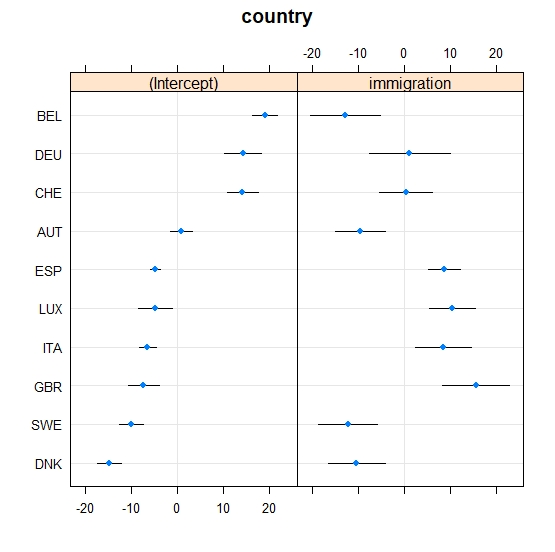 country
-20 -10 0 10 20
(Intercept) immigration
BEL
DEU
CHE
AUT
ESP
LUX
ITA
GBR
SWE
DNK
-20 -10 0 10 20